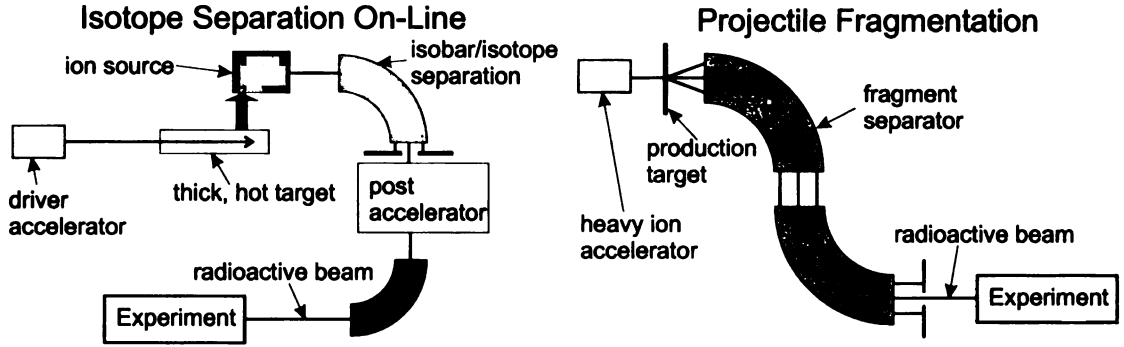 Isotope Separation On-Line
ion source
isobar/isotope
separation
driver
accelerator
thick, hot target
post
accelerator
radioactive beam
Experiment
Projectile Fragmentation
fragment
separator
production
target
heavy ion
accelerator
radioactive beam
Experiment